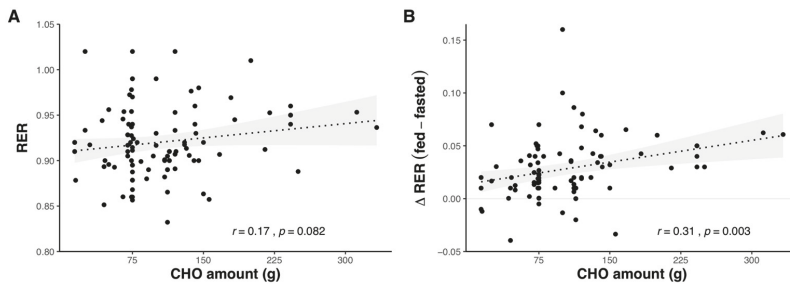 A
RER
1.05
1.00
0.95
0.90
0.85
0.80
r = 0.17 , p = 0.082
75
150
225
300
CHO amount (g)
B
Δ RER (fed − fasted)
0.15
0.10
0.05
0.00
−0.05
r = 0.31 , p = 0.003
75
150
225
300
CHO amount (g)